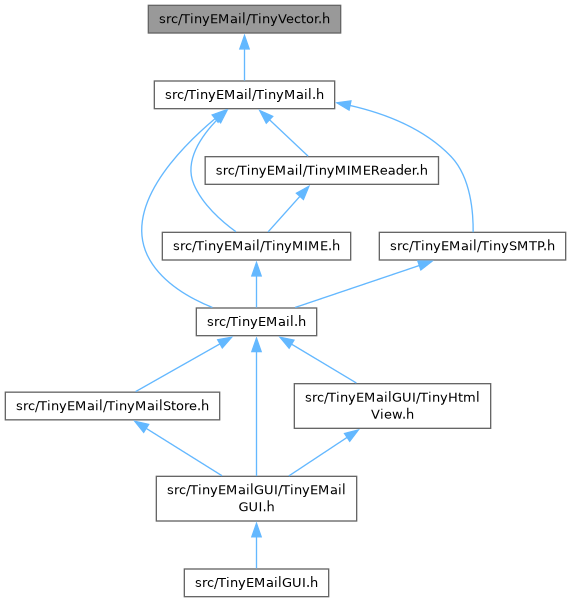 src/TinyEMail/TinyVector.h
src/TinyEMail/TinyMail.h
src/TinyEMail/TinyMIMEReader.h
src/TinyEMail/TinyMIME.h
src/TinyEMail/TinySMTP.h
src/TinyEMail.h
src/TinyEMail/TinyMailStore.h
src/TinyEMailGUI/TinyHtml
View.h
src/TinyEMailGUI/TinyEMail
GUI.h
src/TinyEMailGUI.h